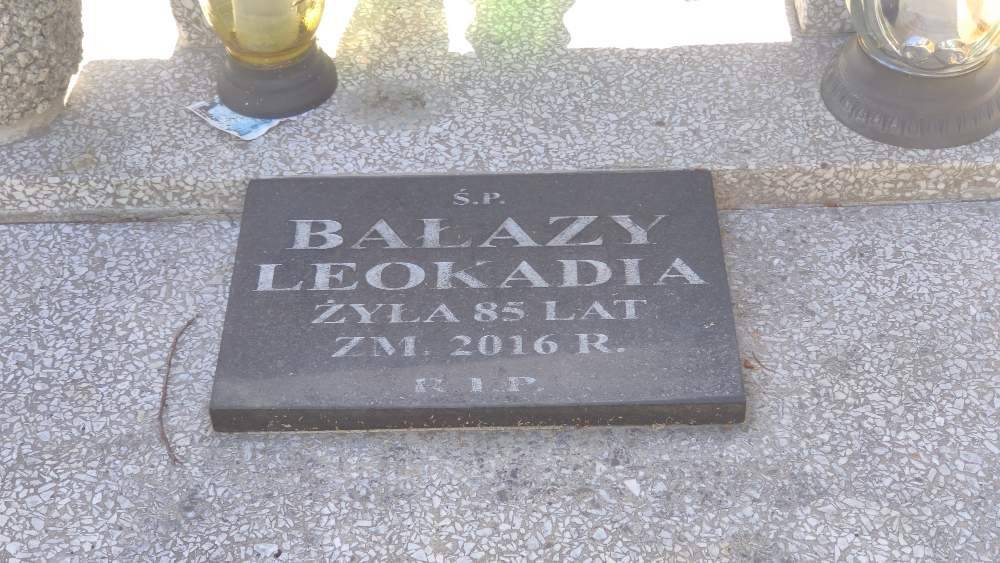 Ś.P.
BAŁAZY
LEOKADIA
ŻYŁA 85 LAT
ZM. 2016 R.
R.I.P.